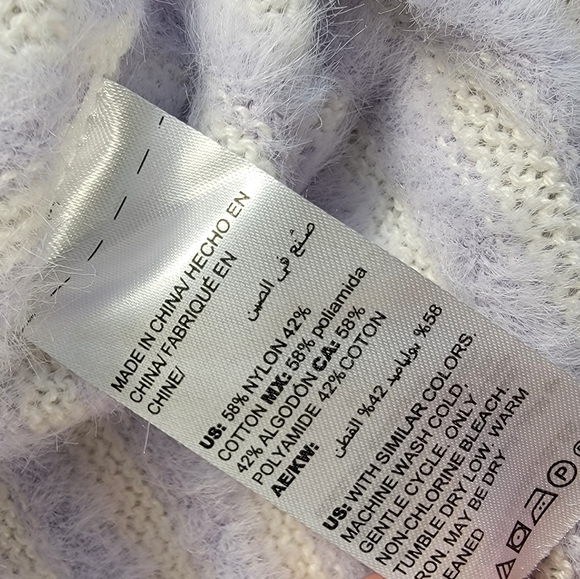 MADE IN CHINA/ HECHO EN
CHINA/ FABRIQUÉ EN
CHINE/
صنع في الصين
US: 58% NYLON 42%
COTTON MX: 58% poliamida
42% ALGODÓN CA: 58%
POLYAMIDE 42% COTON
AE/KW:
58% بولياميد 42% القطن
US: WITH SIMILAR COLORS.
MACHINE WASH COLD,
GENTLE CYCLE. ONLY
NON-CHLORINE BLEACH.
TUMBLE DRY LOW. WARM
RON. MAY BE DRY
EANED
P